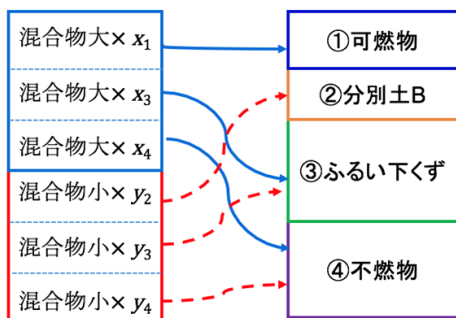 混合物大× x₁
混合物大× x₃
混合物大× x₄
混合物小× y₂
混合物小× y₃
混合物小× y₄
①可燃物
②分別土B
③ふるい下くず
④不燃物